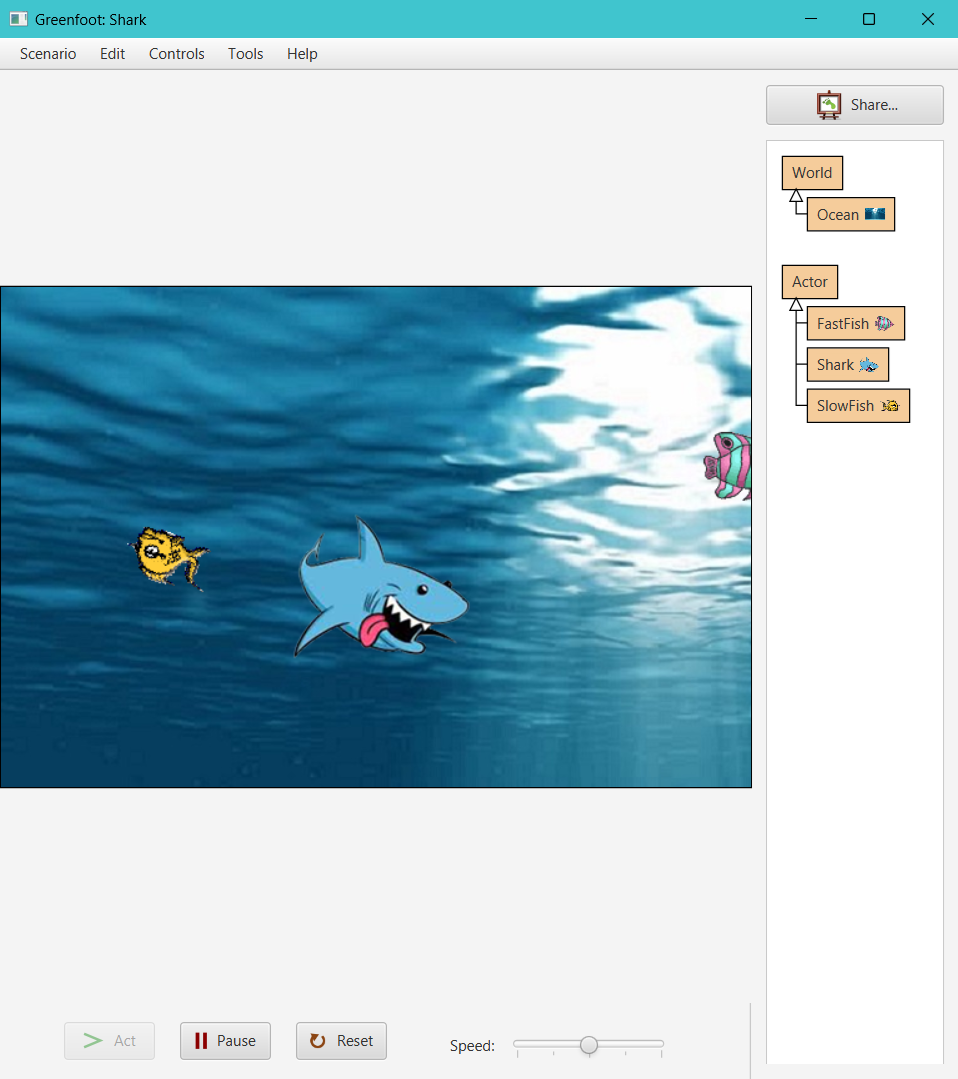 Greenfoot: Shark
Scenario Edit Controls Tools Help
Share...
World
Ocean
Actor
FastFish
Shark
SlowFish
Act Pause Reset Speed: